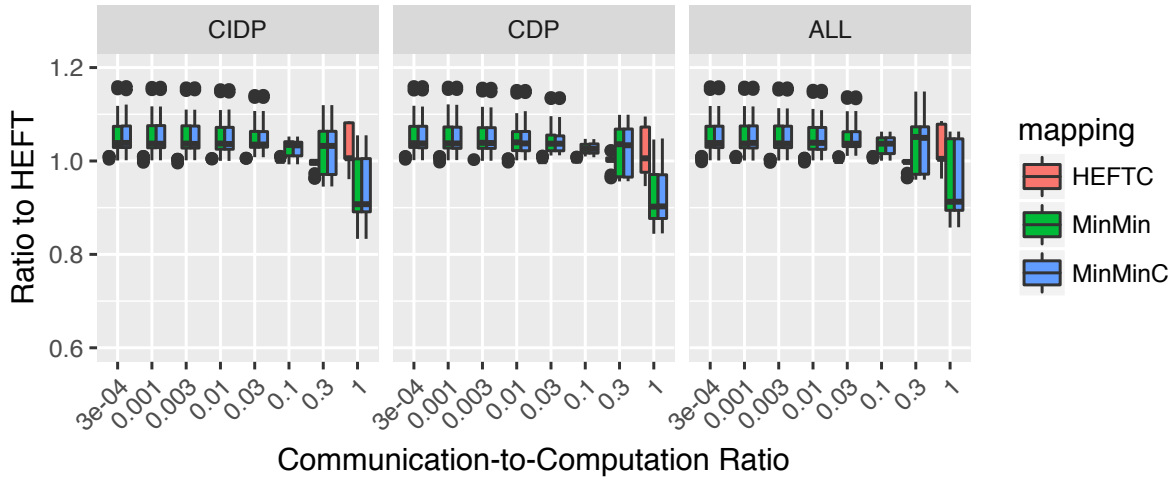 CIDP CDP ALL
1.2
1.0
0.8
0.6
Ratio to HEFT
3e-04 0.001 0.003 0.01 0.03 0.1 0.3 1 3e-04 0.001 0.003 0.01 0.03 0.1 0.3 1 3e-04 0.001 0.003 0.01 0.03 0.1 0.3 1
Communication-to-Computation Ratio
mapping
HEFTC
MinMin
MinMinC